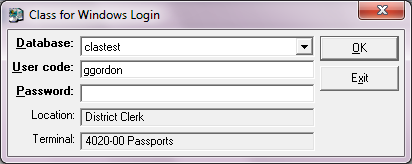 Class for Windows Login
Database: clastest
OK
User code: ggordon
Exit
Password:
Location: District Clerk
Terminal: 4020-00 Passports